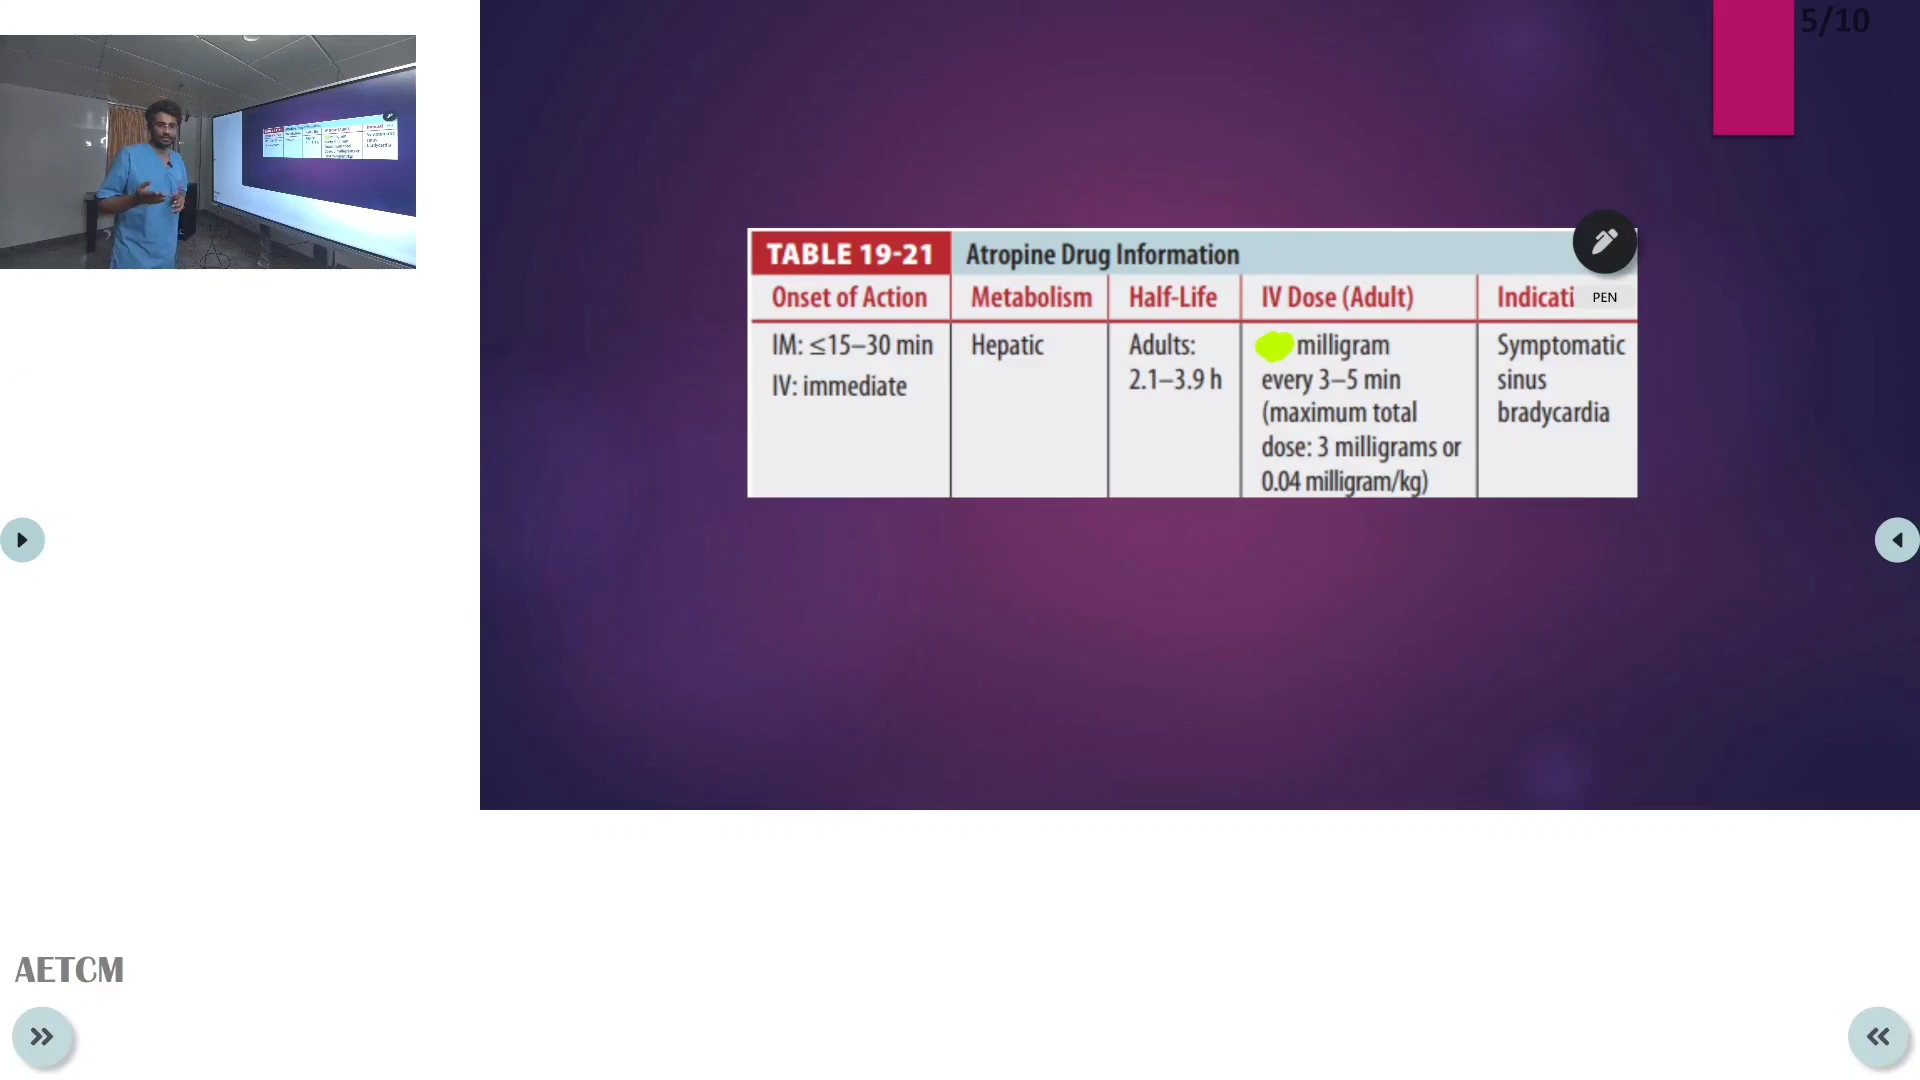 5/10
TABLE 19-21 Atropine Drug Information
Onset of Action Metabolism Half-Life IV Dose (Adult) Indicati
PEN
IM: ≤15–30 min
IV: immediate
Hepatic
Adults:
2.1–3.9 h
milligram
every 3–5 min
(maximum total
dose: 3 milligrams or
0.04 milligram/kg)
Symptomatic
sinus
bradycardia
AETCM